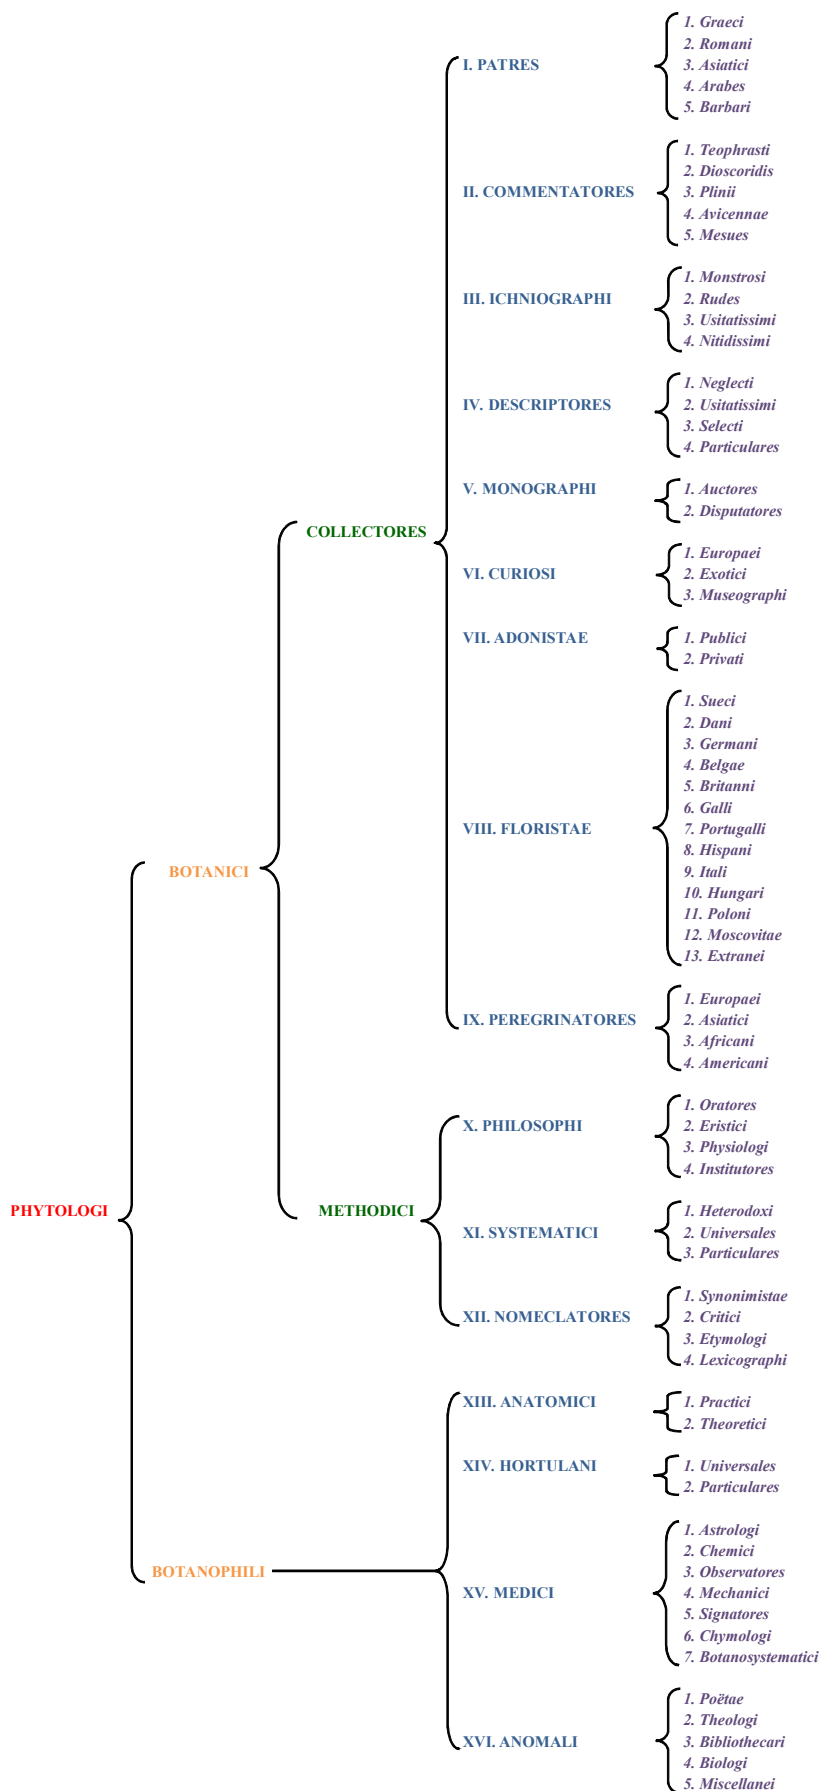 PHYTOLOGI
BOTANICI
COLLECTORES
I. PATRES
1. Graeci
2. Romani
3. Asiatici
4. Arabes
5. Barbari
II. COMMENTATORES
1. Teophrasti
2. Dioscoridis
3. Plinii
4. Avicennae
5. Mesues
III. ICHNIOGRAPHI
1. Monstrosi
2. Rudes
3. Usitatissimi
4. Nitidissimi
IV. DESCRIPTORES
1. Neglecti
2. Usitatissimi
3. Selecti
4. Particulares
V. MONOGRAPHI
1. Auctores
2. Disputatores
VI. CURIOSI
1. Europaei
2. Exotici
3. Museographi
VII. ADONISTAE
1. Publici
2. Privati
VIII. FLORISTAE
1. Sueci
2. Dani
3. Germani
4. Belgae
5. Britanni
6. Galli
7. Portugalli
8. Hispani
9. Itali
10. Hungari
11. Poloni
12. Moscovitae
13. Extranei
IX. PEREGRINATORES
1. Europaei
2. Asiatici
3. Africani
4. Americani
METHODICI
X. PHILOSOPHI
1. Oratores
2. Eristici
3. Physiologi
4. Institutores
XI. SYSTEMATICI
1. Heterodoxi
2. Universales
3. Particulares
XII. NOMECLATORES
1. Synonimistae
2. Critici
3. Etymologi
4. Lexicographi
BOTANOPHILI
XIII. ANATOMICI
1. Practici
2. Theoretici
XIV. HORTULANI
1. Universales
2. Particulares
XV. MEDICI
1. Astrologi
2. Chemici
3. Observatores
4. Mechanici
5. Signatores
6. Chymologi
7. Botanosystematici
XVI. ANOMALI
1. Poëtae
2. Theologi
3. Bibliothecari
4. Biologi
5. Miscellanei